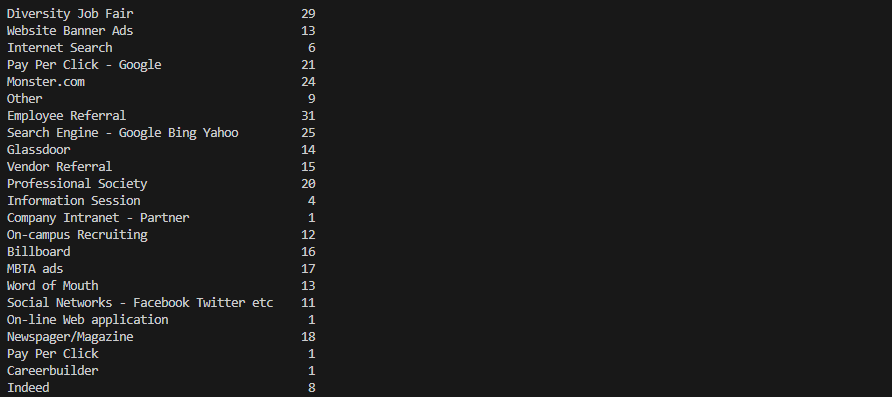 Diversity Job Fair 29
Website Banner Ads 13
Internet Search 6
Pay Per Click - Google 21
Monster.com 24
Other 9
Employee Referral 31
Search Engine - Google Bing Yahoo 25
Glassdoor 14
Vendor Referral 15
Professional Society 20
Information Session 4
Company Intranet - Partner 1
On-campus Recruiting 12
Billboard 16
MBTA ads 17
Word of Mouth 13
Social Networks - Facebook Twitter etc 11
On-line Web application 1
Newspager/Magazine 18
Pay Per Click 1
Careerbuilder 1
Indeed 8